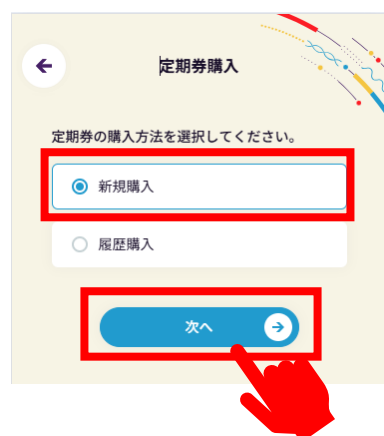 定期券購入
定期券の購入方法を選択してください。
新規購入
履歴購入
次へ